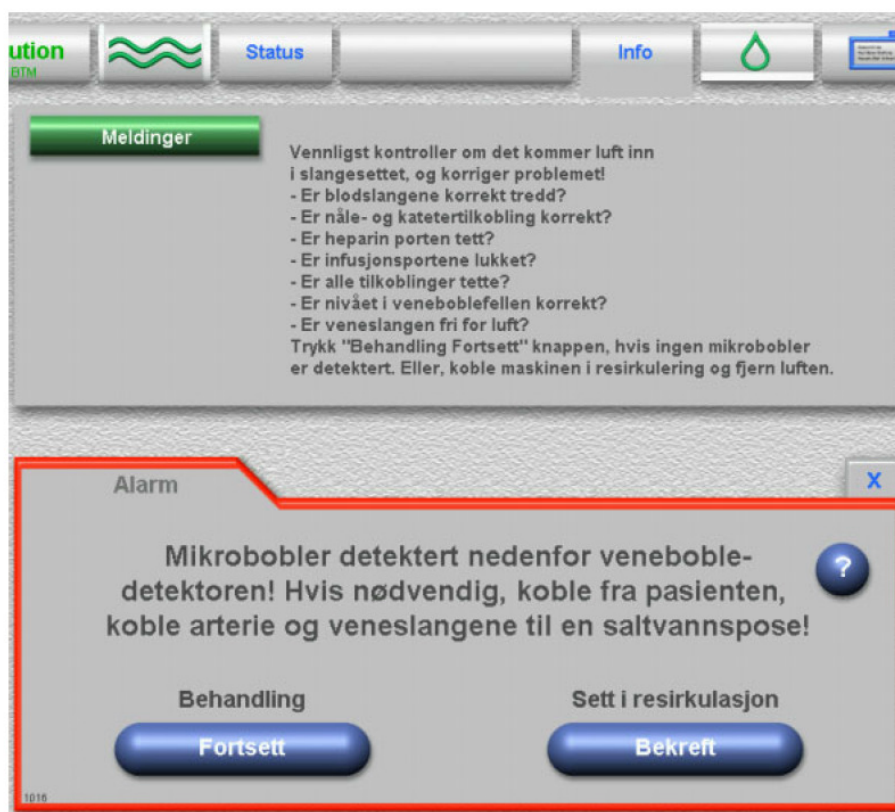 ution
BTM
Status
Info
Meldinger
Vennligst kontroller om det kommer luft inn
i slangesettet, og korriger problemet!
- Er blodslangene korrekt tredd?
- Er nåle- og katetertilkobling korrekt?
- Er heparin porten tett?
- Er infusjonsportene lukket?
- Er alle tilkoblinger tette?
- Er nivået i veneboblefellen korrekt?
- Er veneslangen fri for luft?
Trykk "Behandling Fortsett" knappen, hvis ingen mikrobobler
er detektert. Eller, koble maskinen i resirkulering og fjern luften.
Alarm
X
Mikrobobler detektert nedenfor veneboble-
detektoren! Hvis nødvendig, koble fra pasienten,
koble arterie og veneslangene til en saltvannspose!
?
Behandling
Sett i resirkulasjon
Fortsett
Bekreft
1016